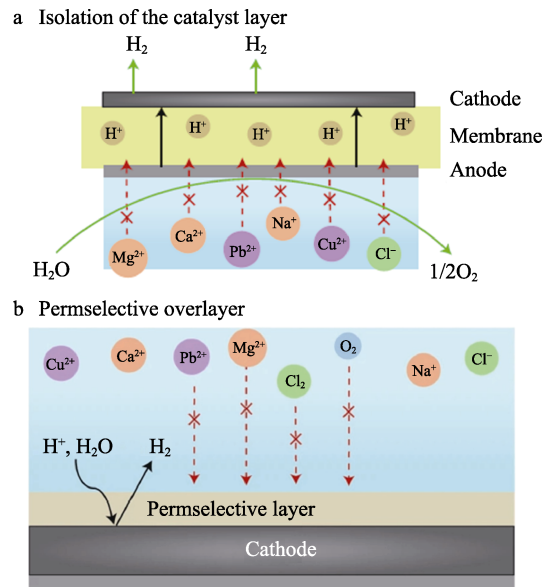 a Isolation of the catalyst layer
H₂ H₂
Cathode
H⁺ H⁺ H⁺ H⁺ H⁺
Membrane
Anode
Mg²⁺ Ca²⁺ Pb²⁺ Na⁺ Cu²⁺ Cl⁻
H₂O 1/2O₂
b Permselective overlayer
Cu²⁺ Ca²⁺ Pb²⁺ Mg²⁺ Cl₂ O₂ Na⁺ Cl⁻
H⁺, H₂O H₂
Permselective layer
Cathode